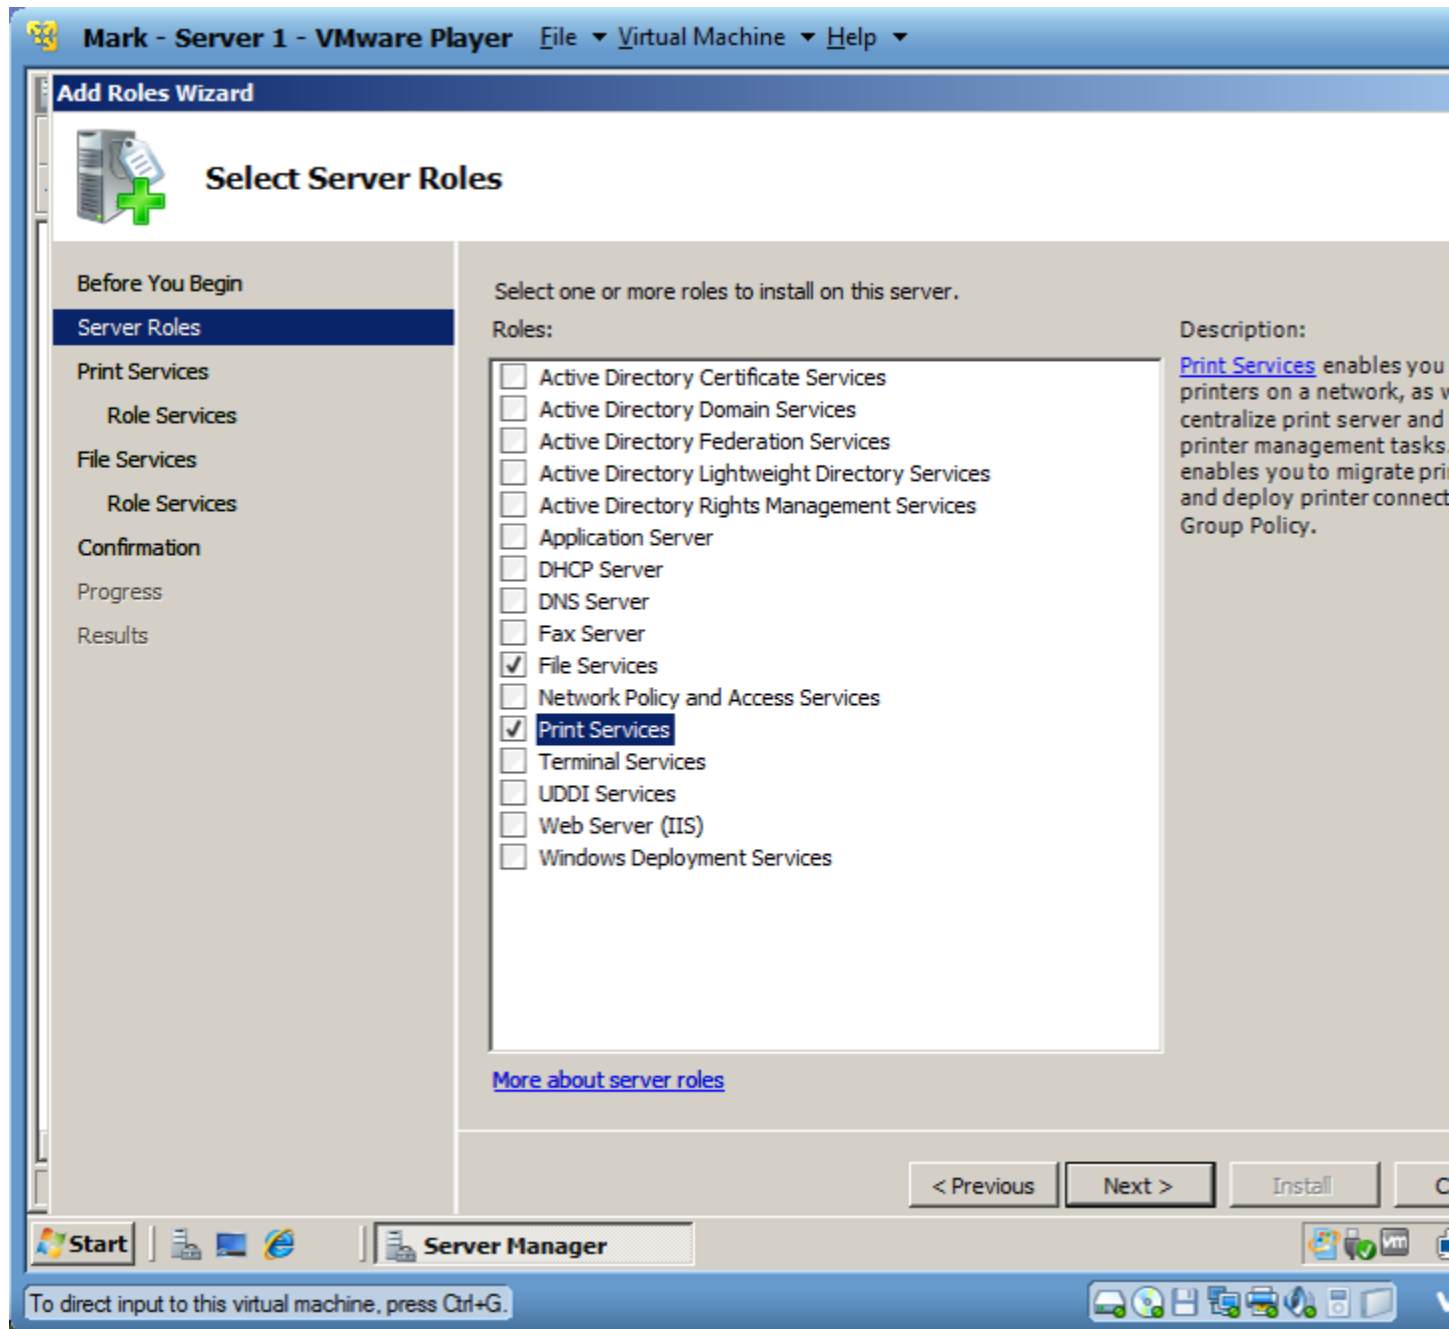 Mark - Server 1 - VMware Player File Virtual Machine Help
Add Roles Wizard
Select Server Roles
Before You Begin
Server Roles
Print Services
Role Services
File Services
Role Services
Confirmation
Progress
Results
Select one or more roles to install on this server.
Roles:
Active Directory Certificate Services
Active Directory Domain Services
Active Directory Federation Services
Active Directory Lightweight Directory Services
Active Directory Rights Management Services
Application Server
DHCP Server
DNS Server
Fax Server
File Services
Network Policy and Access Services
Print Services
Terminal Services
UDDI Services
Web Server (IIS)
Windows Deployment Services
More about server roles
Description:
Print Services enables you
printers on a network, as
centralize print server and
printer management tasks.
enables you to migrate
and deploy printer
Group Policy.
< Previous Next > Install
Start Server Manager
vm
To direct input to this virtual machine, press Ctrl+G.